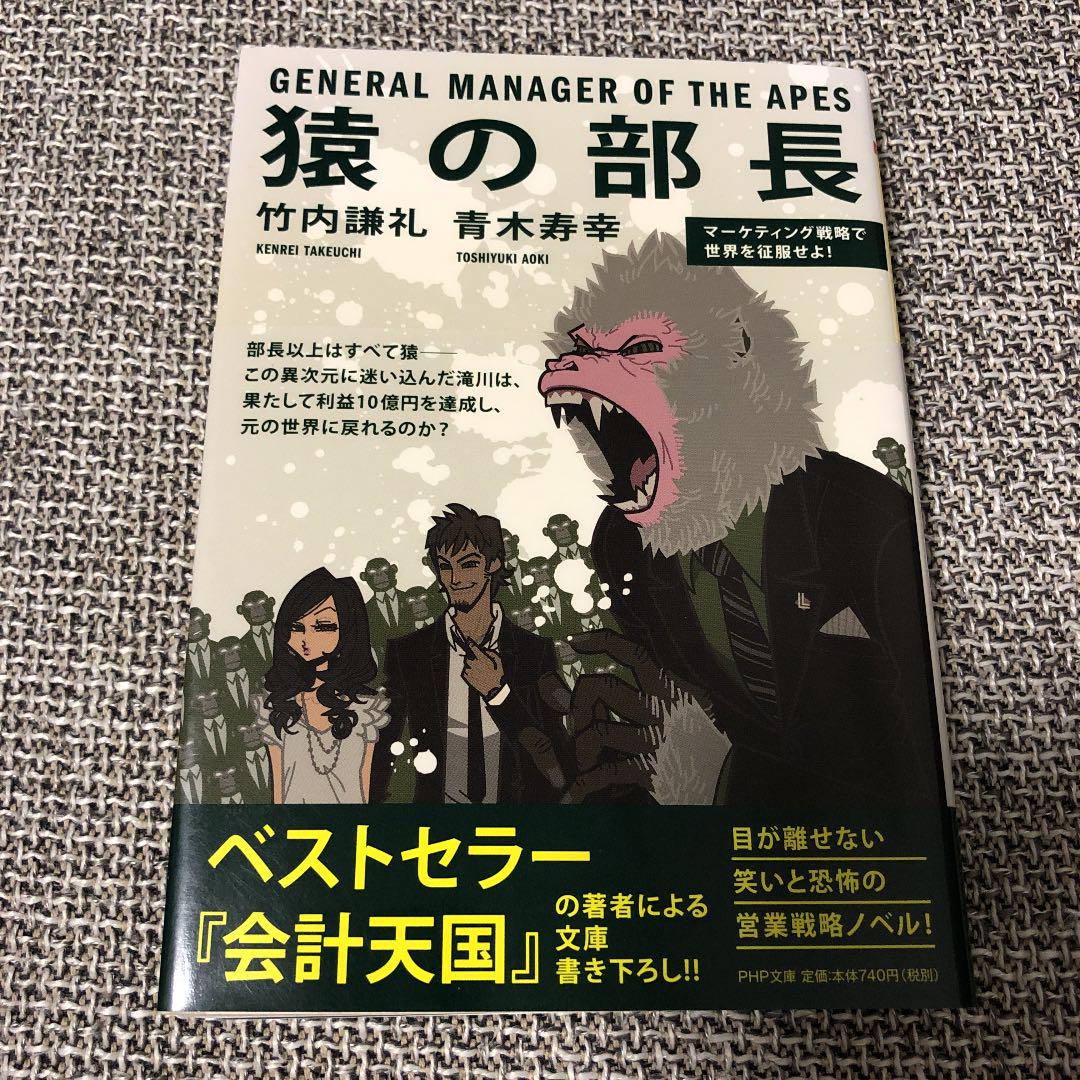 GENERAL MANAGER OF THE APES
猿の部長
竹内謙礼 青木寿幸
KENREI TAKEUCHI TOSHIYUKI AOKI
マーケティング戦略で
世界を征服せよ!
部長以上はすべて猿――
この異次元に迷い込んだ滝川は、
果たして利益10億円を達成し、
元の世界に戻れるのか?
ベストセラー
『会計天国』
の著者による
文庫
書き下ろし!!
目が離せない
笑いと恐怖の
営業戦略ノベル!
PHP文庫 定価:本体740円(税別)